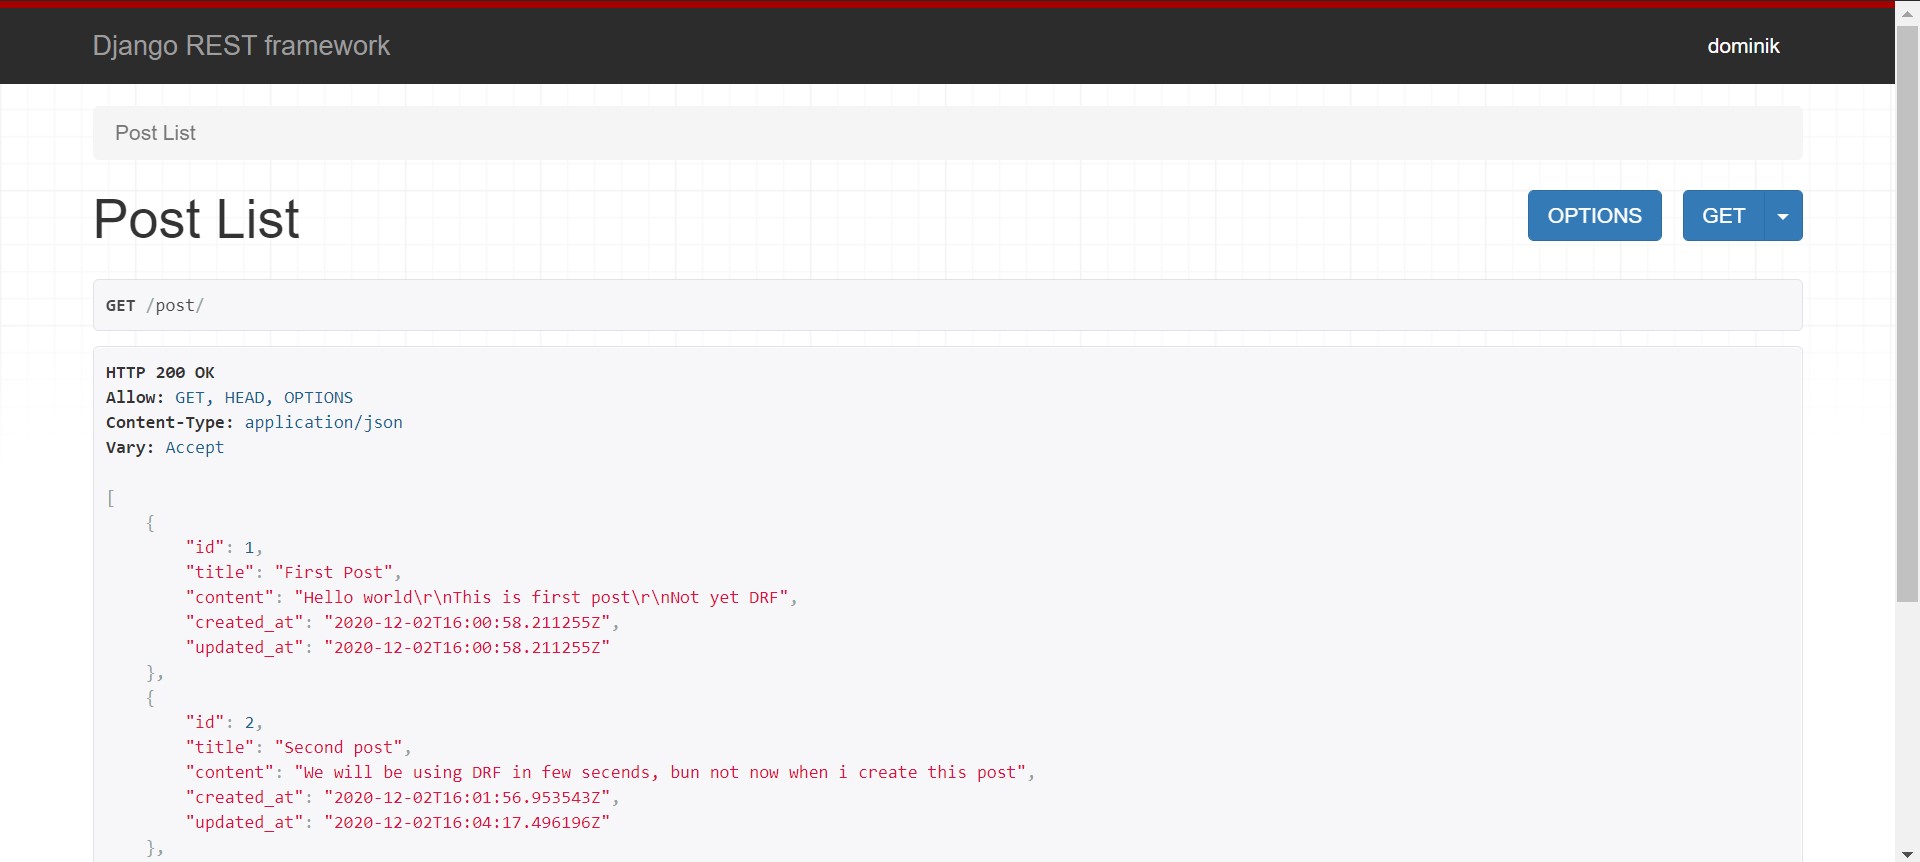 Django REST framework
dominik
Post List
Post List
OPTIONS
GET
GET /post/
HTTP 200 OK
Allow: GET, HEAD, OPTIONS
Content-Type: application/json
Vary: Accept
[
    {
        "id": 1,
        "title": "First Post",
        "content": "Hello world\r\nThis is first post\r\nNot yet DRF",
        "created_at": "2020-12-02T16:00:58.211255Z",
        "updated_at": "2020-12-02T16:00:58.211255Z"
    },
    {
        "id": 2,
        "title": "Second post",
        "content": "We will be using DRF in few secends, bun not now when i create this post",
        "created_at": "2020-12-02T16:01:56.953543Z",
        "updated_at": "2020-12-02T16:04:17.496196Z"
    },